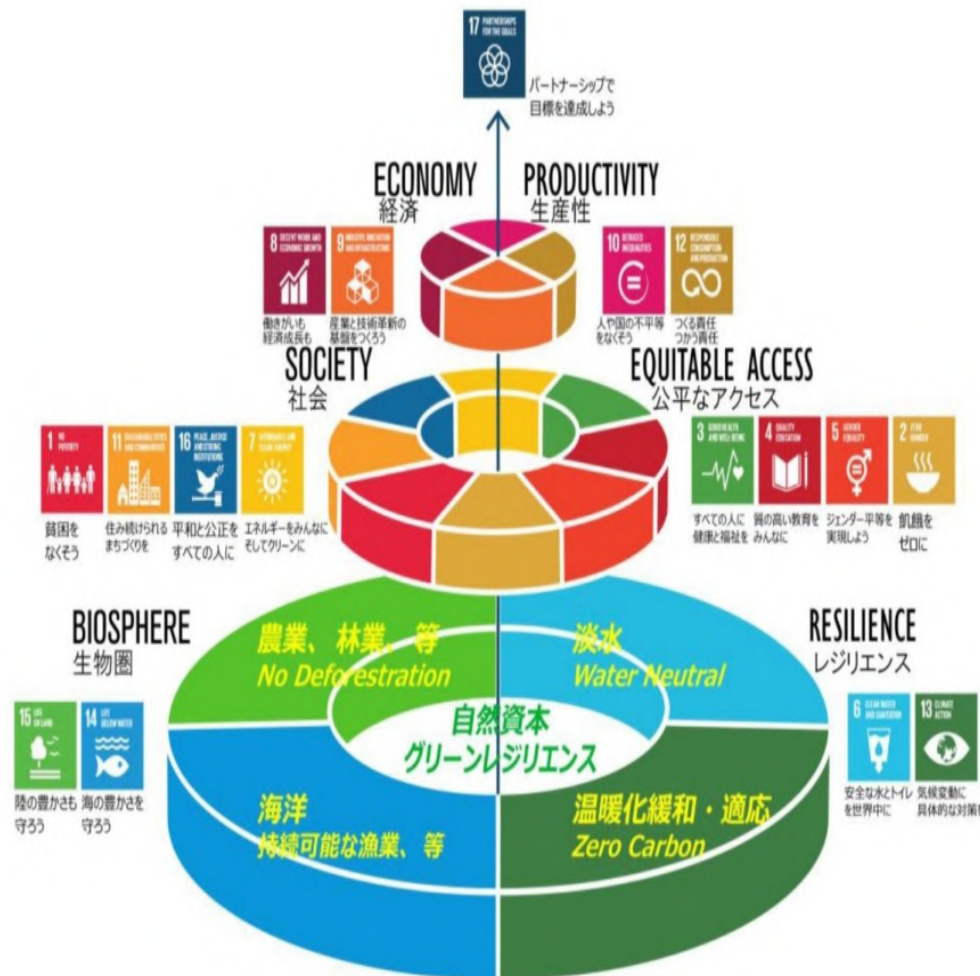 17 PARTNERSHIPS
FOR THE GOALS
パートナーシップで
目標を達成しよう
ECONOMY
経済
PRODUCTIVITY
生産性
8 DECENT WORK AND
ECONOMIC GROWTH
働きがいも
経済成長も
9 INDUSTRY, INNOVATION
AND INFRASTRUCTURE
産業と技術革新の
基盤をつくろう
10 REDUCED
INEQUALITIES
人や国の不平等
をなくそう
12 RESPONSIBLE
CONSUMPTION
AND PRODUCTION
つくる責任
つかう責任
SOCIETY
社会
EQUITABLE ACCESS
公平なアクセス
1 NO
POVERTY
貧困を
なくそう
11 SUSTAINABLE CITIES
AND COMMUNITIES
住み続けられる
まちづくりを
16 PEACE, JUSTICE
AND STRONG
INSTITUTIONS
平和と公正を
すべての人に
7 AFFORDABLE AND
CLEAN ENERGY
エネルギーをみんなに
そしてクリーンに
3 GOOD HEALTH
AND WELL-BEING
すべての人に
健康と福祉を
4 QUALITY
EDUCATION
質の高い教育を
みんなに
5 GENDER
EQUALITY
ジェンダー平等を
実現しよう
2 ZERO
HUNGER
飢餓を
ゼロに
BIOSPHERE
生物圏
RESILIENCE
レジリエンス
15 LIFE
ON LAND
陸の豊かさも
守ろう
14 LIFE
BELOW WATER
海の豊かさを
守ろう
6 CLEAN WATER
AND SANITATION
安全な水とトイレ
を世界中に
13 CLIMATE
ACTION
気候変動に
具体的な対策を
農業、林業、等
No Deforestration
淡水
Water Neutral
自然資本
グリーンレジリエンス
海洋
持続可能な漁業、等
温暖化緩和・適応
Zero Carbon